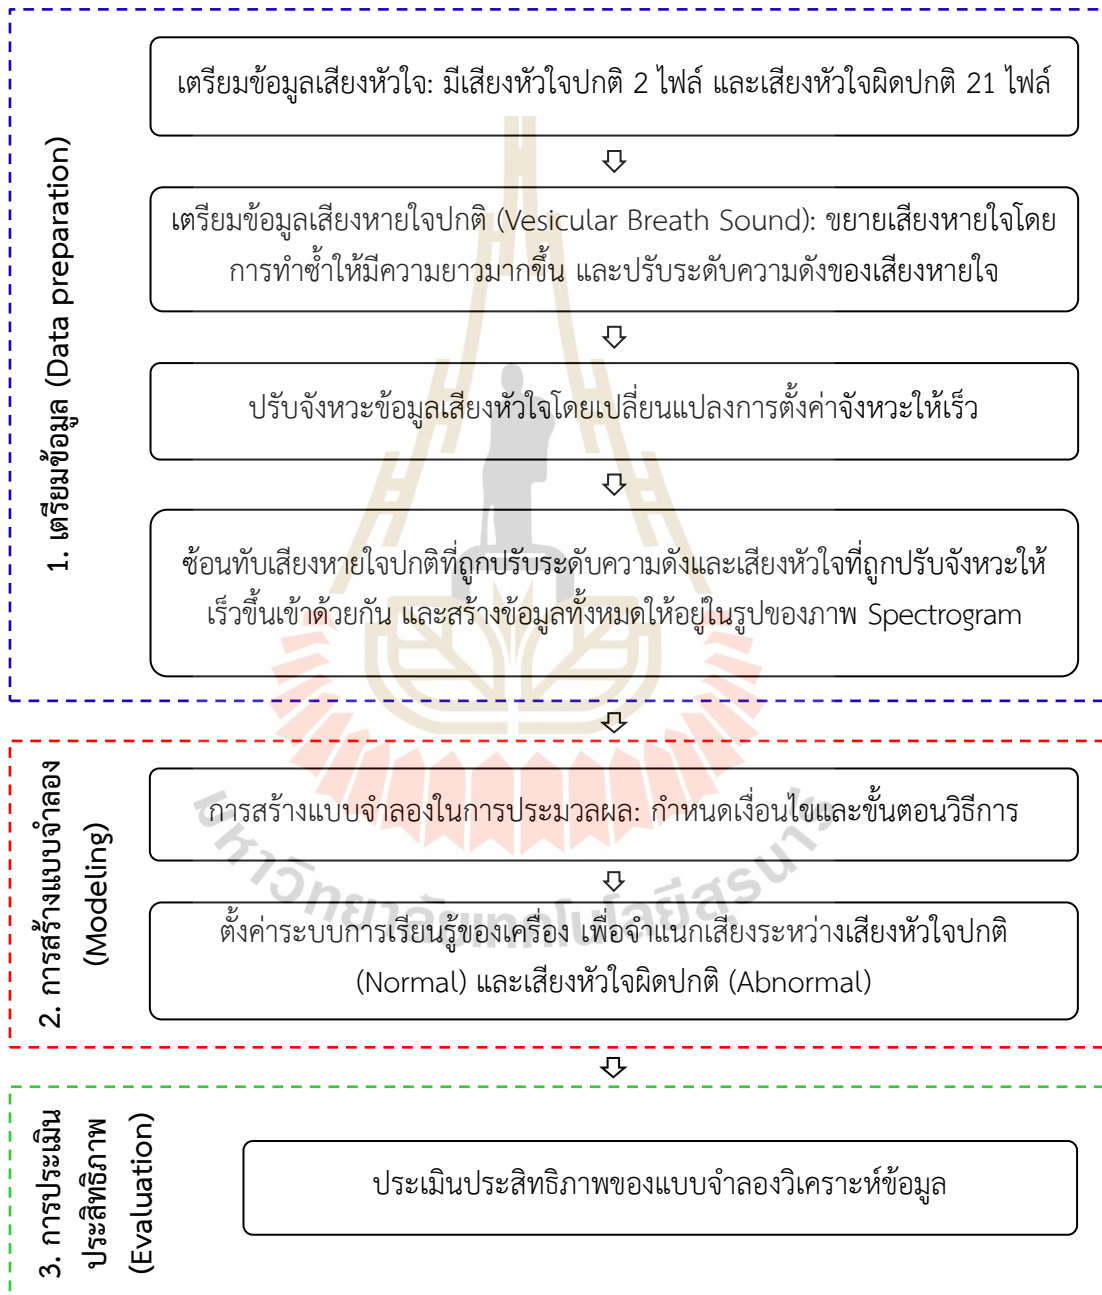 1. เตรียมข้อมูล (Data preparation)
เตรียมข้อมูลเสียงหัวใจ: มีเสียงหัวใจปกติ 2 ไฟล์ และเสียงหัวใจผิดปกติ 21 ไฟล์
เตรียมข้อมูลเสียงหายใจปกติ (Vesicular Breath Sound): ขยายเสียงหายใจโดย
การทำซ้ำให้มีความยาวมากขึ้น และปรับระดับความดังของเสียงหายใจ
ปรับจังหวะข้อมูลเสียงหัวใจโดยเปลี่ยนแปลงการตั้งค่าจังหวะให้เร็ว
ซ้อนทับเสียงหายใจปกติที่ถูกปรับระดับความดังและเสียงหัวใจที่ถูกปรับจังหวะให้
เร็วขึ้นเข้าด้วยกัน และสร้างข้อมูลทั้งหมดให้อยู่ในรูปของภาพ Spectrogram
2. การสร้างแบบจำลอง
(Modeling)
การสร้างแบบจำลองในการประมวลผล: กำหนดเงื่อนไขและขั้นตอนวิธีการ
มหาวิทยาลัยเทคโนโลยีสุรนารี
ตั้งค่าระบบการเรียนรู้ของเครื่อง เพื่อจำแนกเสียงระหว่างเสียงหัวใจปกติ
(Normal) และเสียงหัวใจผิดปกติ (Abnormal)
3. การประเมิน
ประสิทธิภาพ
(Evaluation)
ประเมินประสิทธิภาพของแบบจำลองวิเคราะห์ข้อมูล